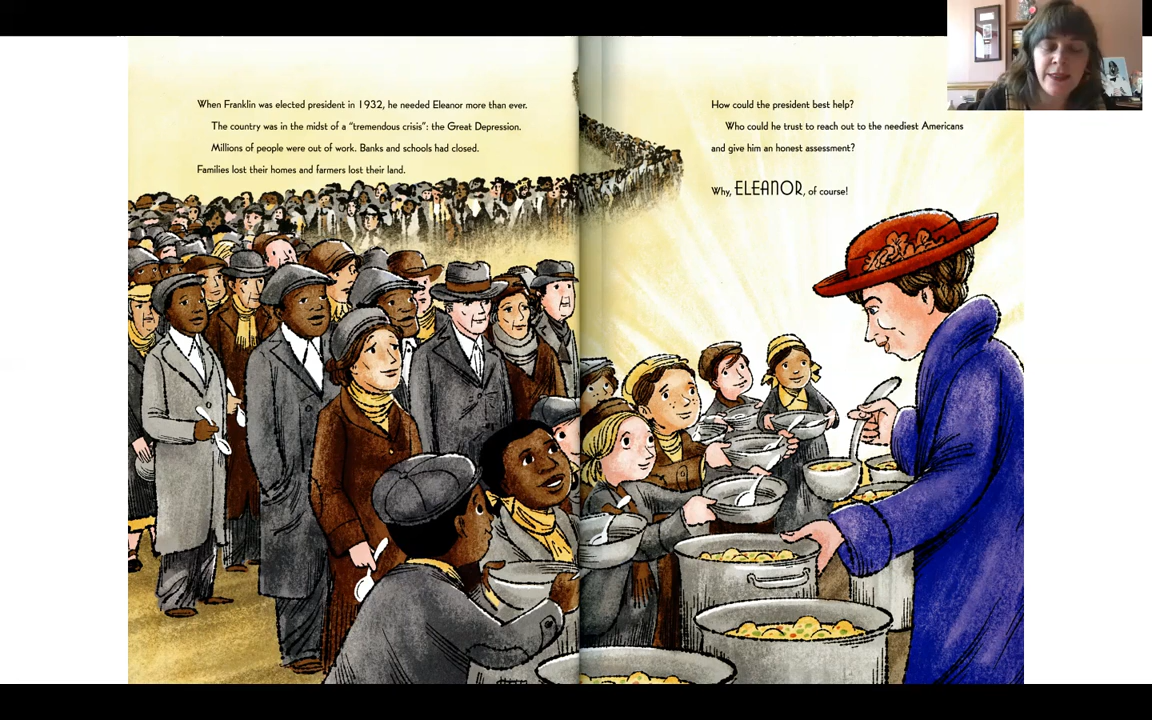 When Franklin was elected president in 1932, he needed Eleanor more than ever.
The country was in the midst of a “tremendous crisis”: the Great Depression.
Millions of people were out of work. Banks and schools had closed.
Families lost their homes and farmers lost their land.
How could the president best help?
Who could he trust to reach out to the neediest Americans
and give him an honest assessment?
Why, ELEANOR, of course!